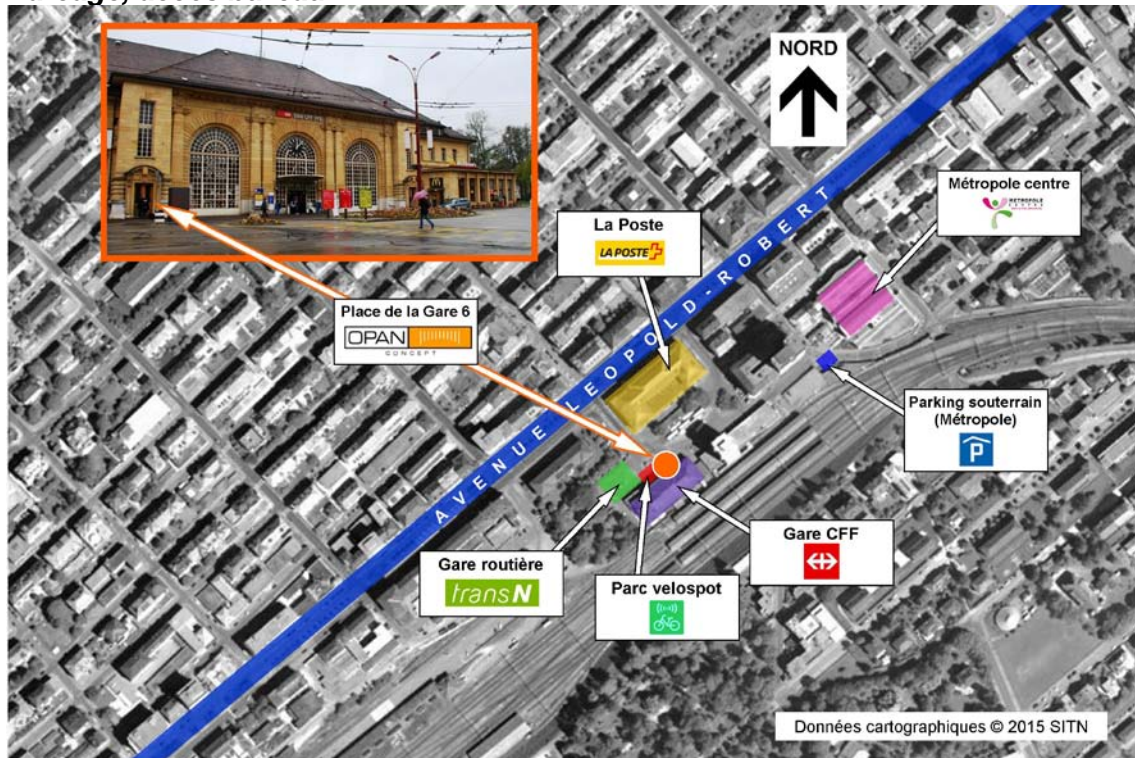 NORD
Métropole centre
METROPOLE
CENTRE
La Poste
LA POSTE
Place de la Gare 6
OPAN
CONCEPT
AVENUE LEOPOLD-ROBERT
Parking souterrain
(Métropole)
P
Gare CFF
Gare routière
transN
Parc velospot
Données cartographiques © 2015 SITN